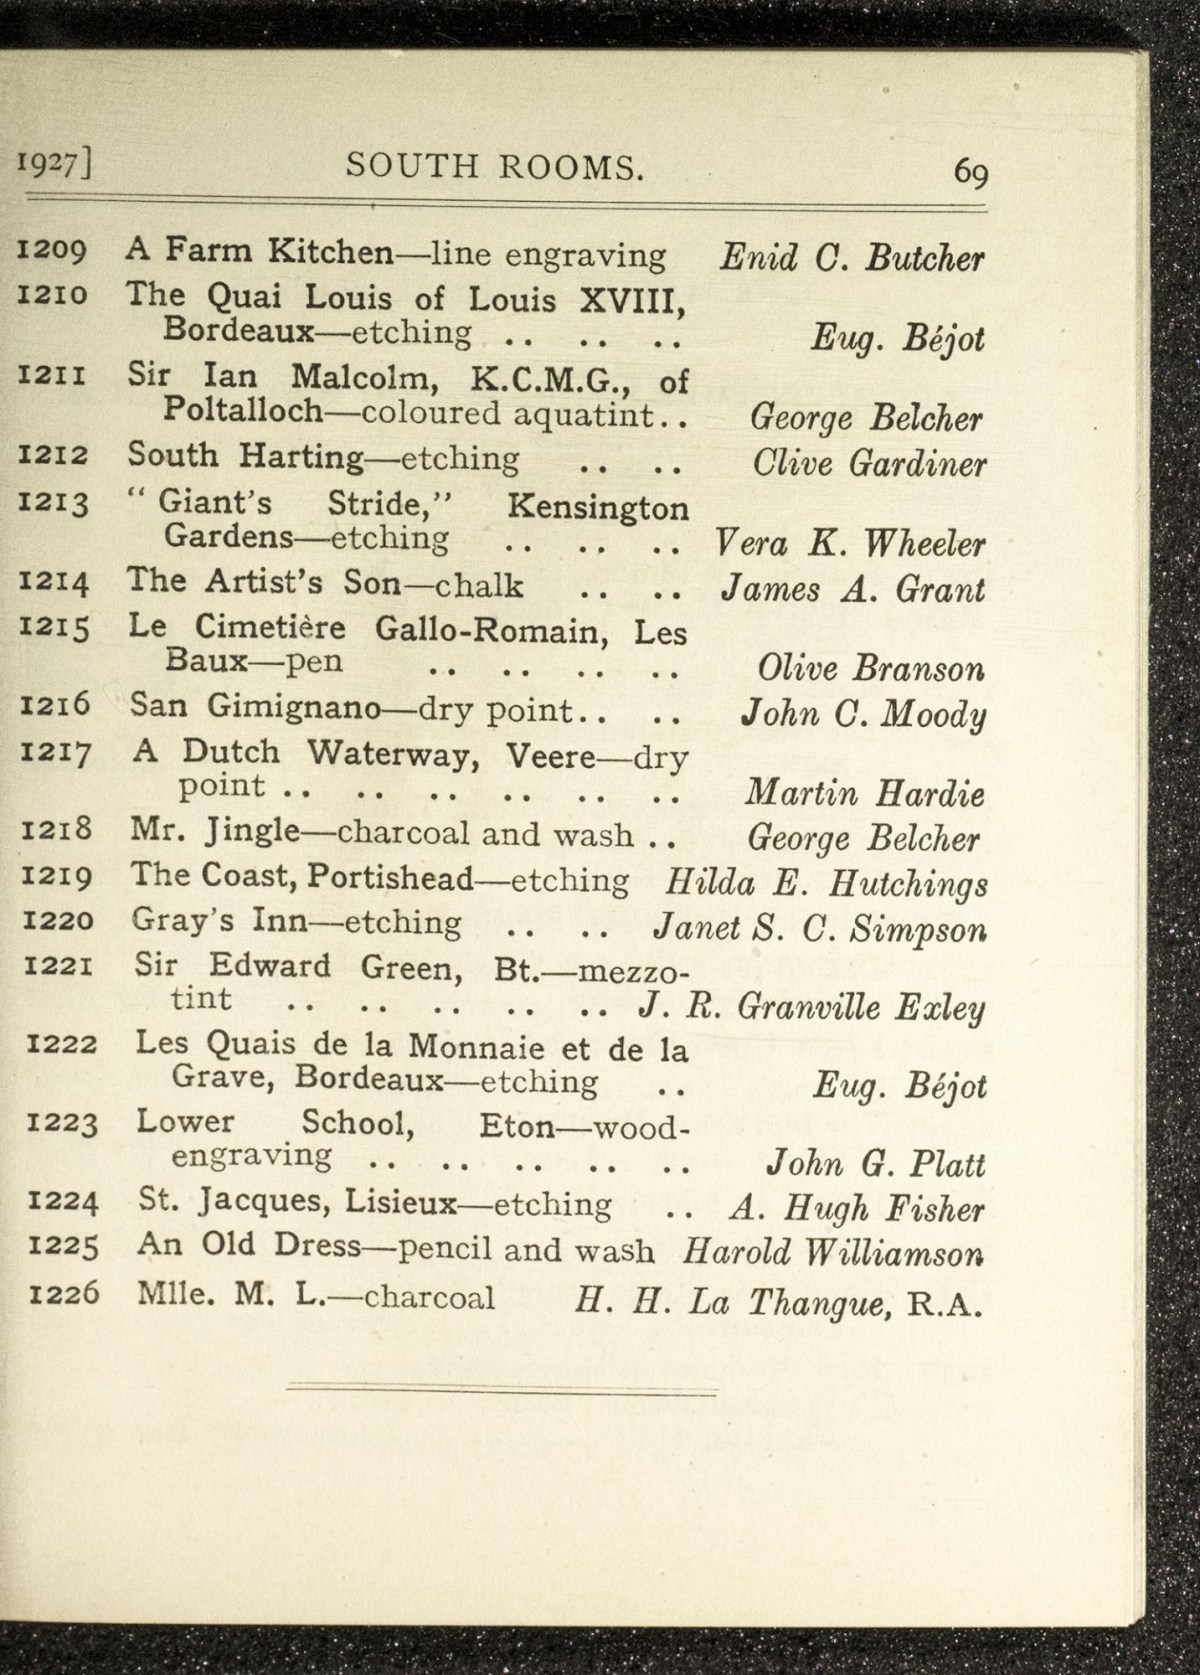 1927] SOUTH ROOMS. 69
1209 A Farm Kitchen—line engraving Enid C. Butcher
1210 The Quai Louis of Louis XVIII,
Bordeaux—etching .. .. .. Eug. Béjot
1211 Sir Ian Malcolm, K.C.M.G., of
Poltalloch—coloured aquatint.. George Belcher
1212 South Harting—etching .. .. Clive Gardiner
1213 “Giant’s Stride,” Kensington
Gardens—etching .. .. .. Vera K. Wheeler
1214 The Artist’s Son—chalk .. .. James A. Grant
1215 Le Cimetière Gallo-Romain, Les
Baux—pen .. .. .. .. Olive Branson
1216 San Gimignano—dry point.. .. John C. Moody
1217 A Dutch Waterway, Veere—dry
point .. .. .. .. .. .. Martin Hardie
1218 Mr. Jingle—charcoal and wash .. George Belcher
1219 The Coast, Portishead—etching Hilda E. Hutchings
1220 Gray’s Inn—etching .. .. Janet S. C. Simpson
1221 Sir Edward Green, Bt.—mezzo-
tint .. .. .. .. .. J. R. Granville Exley
1222 Les Quais de la Monnaie et de la
Grave, Bordeaux—etching .. Eug. Béjot
1223 Lower School, Eton—wood-
engraving .. .. .. .. .. John G. Platt
1224 St. Jacques, Lisieux—etching .. A. Hugh Fisher
1225 An Old Dress—pencil and wash Harold Williamson
1226 Mlle. M. L.—charcoal H. H. La Thangue, R.A.